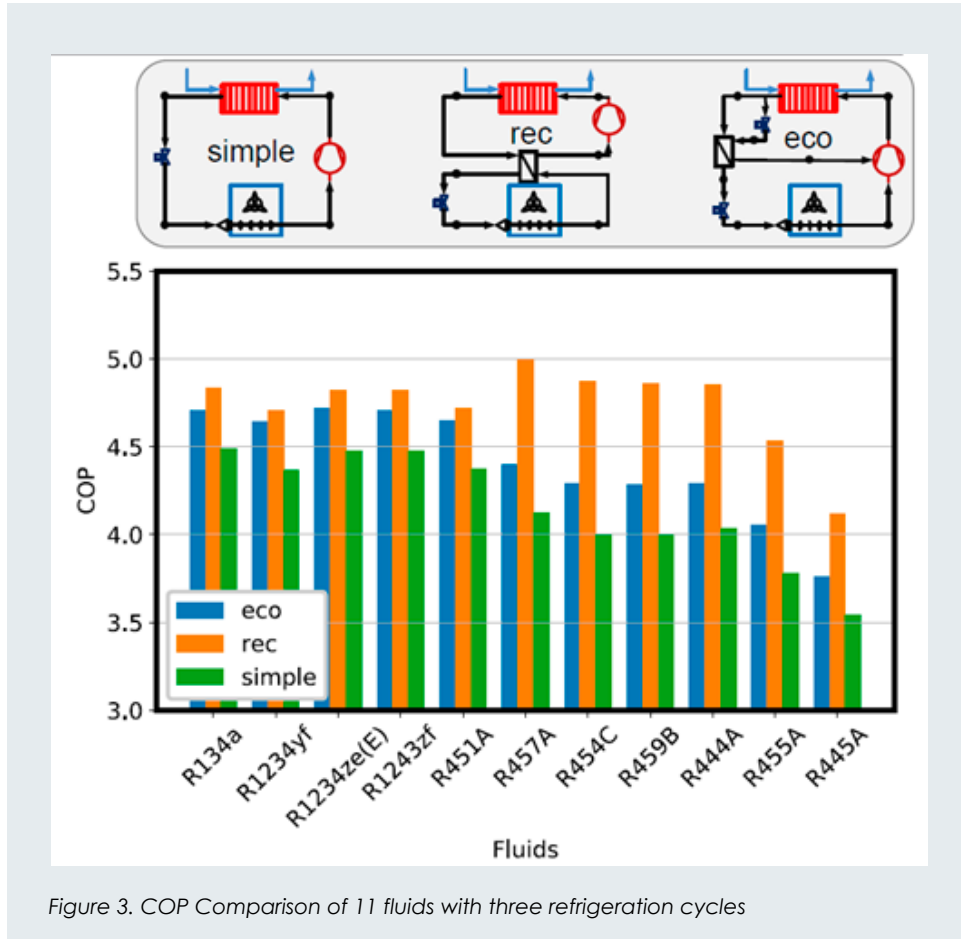 simple
rec
eco
5.5
5.0
4.5
4.0
3.5
3.0
COP
eco
rec
simple
R134a
R1234yf
R1234ze(E)
R1243zf
R451A
R457A
R454C
R459B
R444A
R455A
R445A
Fluids
Figure 3. COP Comparison of 11 fluids with three refrigeration cycles